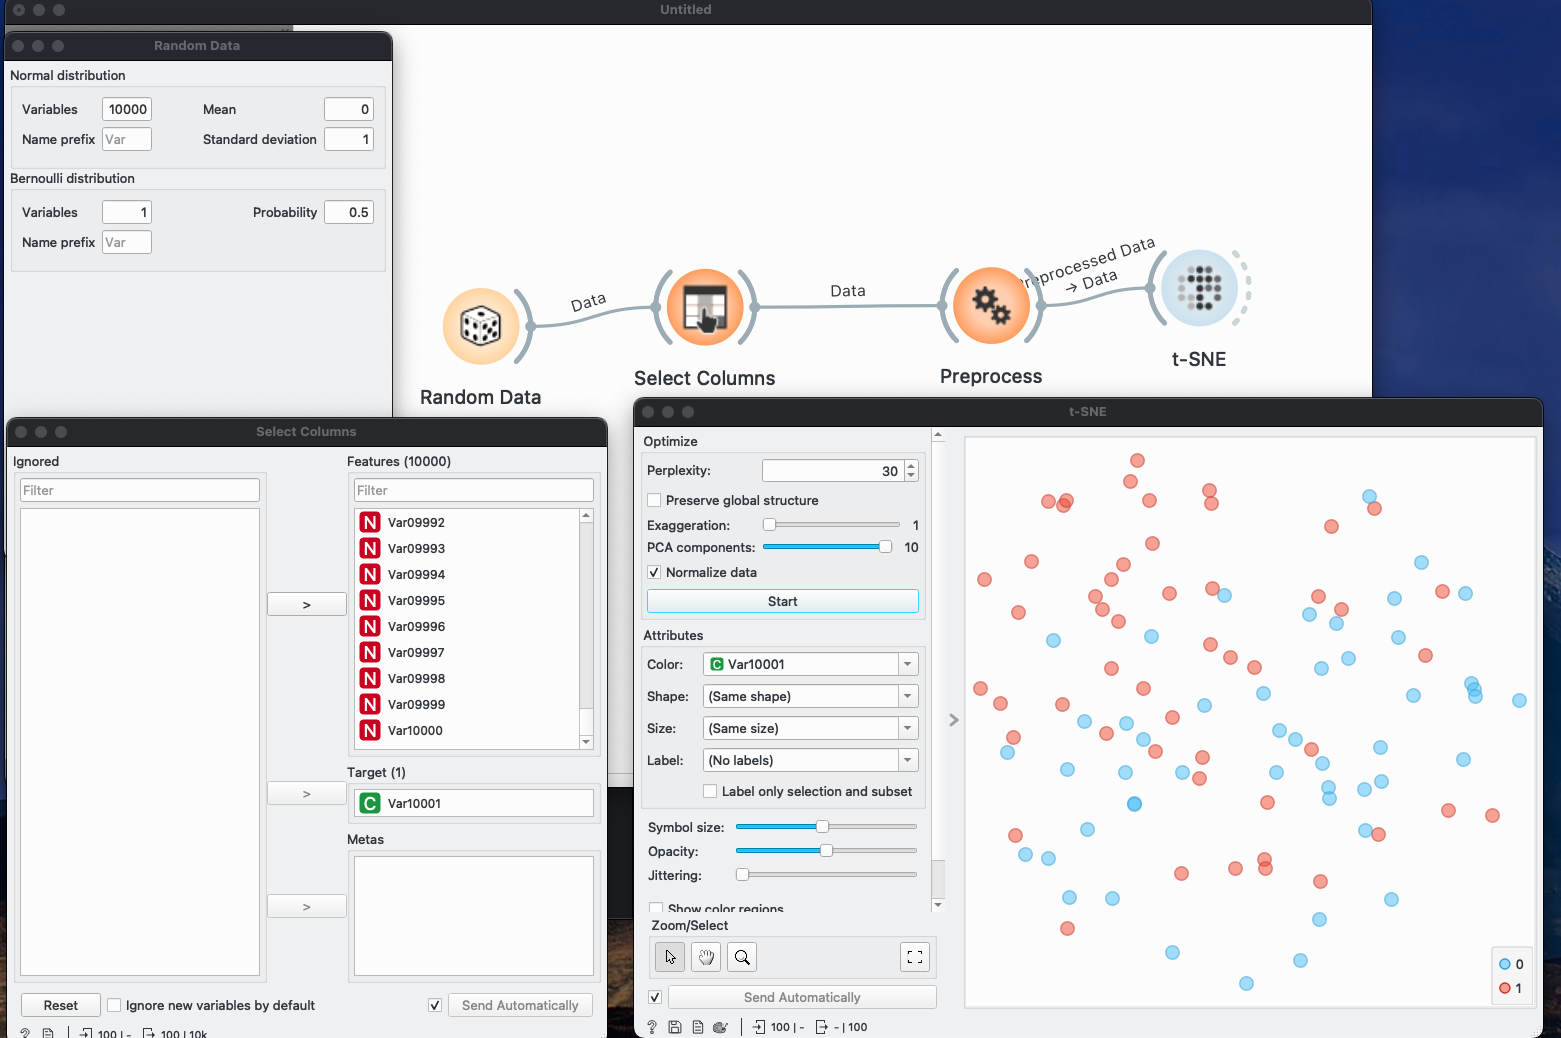 Untitled
Random Data
Normal distribution
Variables 10000 Mean 0
Name prefix Var Standard deviation 1
Bernoulli distribution
Variables 1 Probability 0.5
Name prefix Var
Data
Data
Preprocessed Data
→ Data
Random Data
Select Columns
Preprocess
t-SNE
Select Columns
Ignored
Filter
>
>
>
Features (10000)
Filter
N Var09992
N Var09993
N Var09994
N Var09995
N Var09996
N Var09997
N Var09998
N Var09999
N Var10000
Target (1)
C Var10001
Metas
Reset
Ignore new variables by default
Send Automatically
? 100 | - 100 | 10k
t-SNE
Optimize
Perplexity: 30
Preserve global structure
Exaggeration: 1
PCA components: 10
Normalize data
Start
Attributes
Color: C Var10001
Shape: (Same shape)
Size: (Same size)
Label: (No labels)
Label only selection and subset
Symbol size:
Opacity:
Jittering:
Show color regions
Zoom/Select
Send Automatically
? 100 | - - | 100
0
1